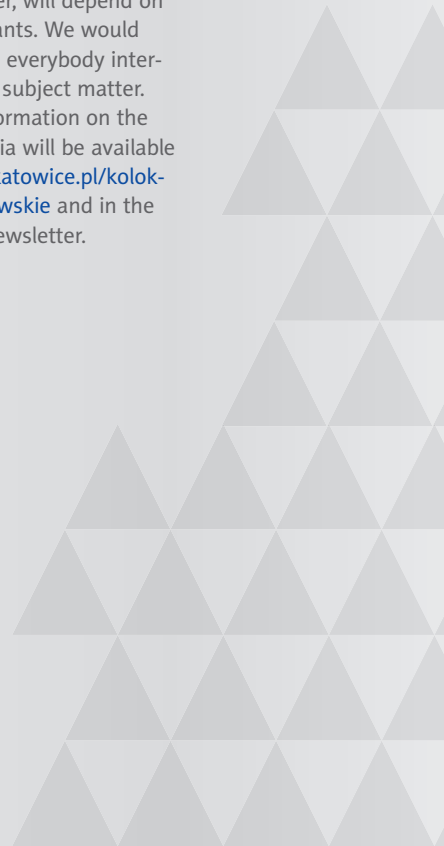 er, will depend on
ants. We would
everybody inter-
subject matter.
ormation on the
ia will be available
katowice.pl/kolok-
wskie and in the
ewsletter.